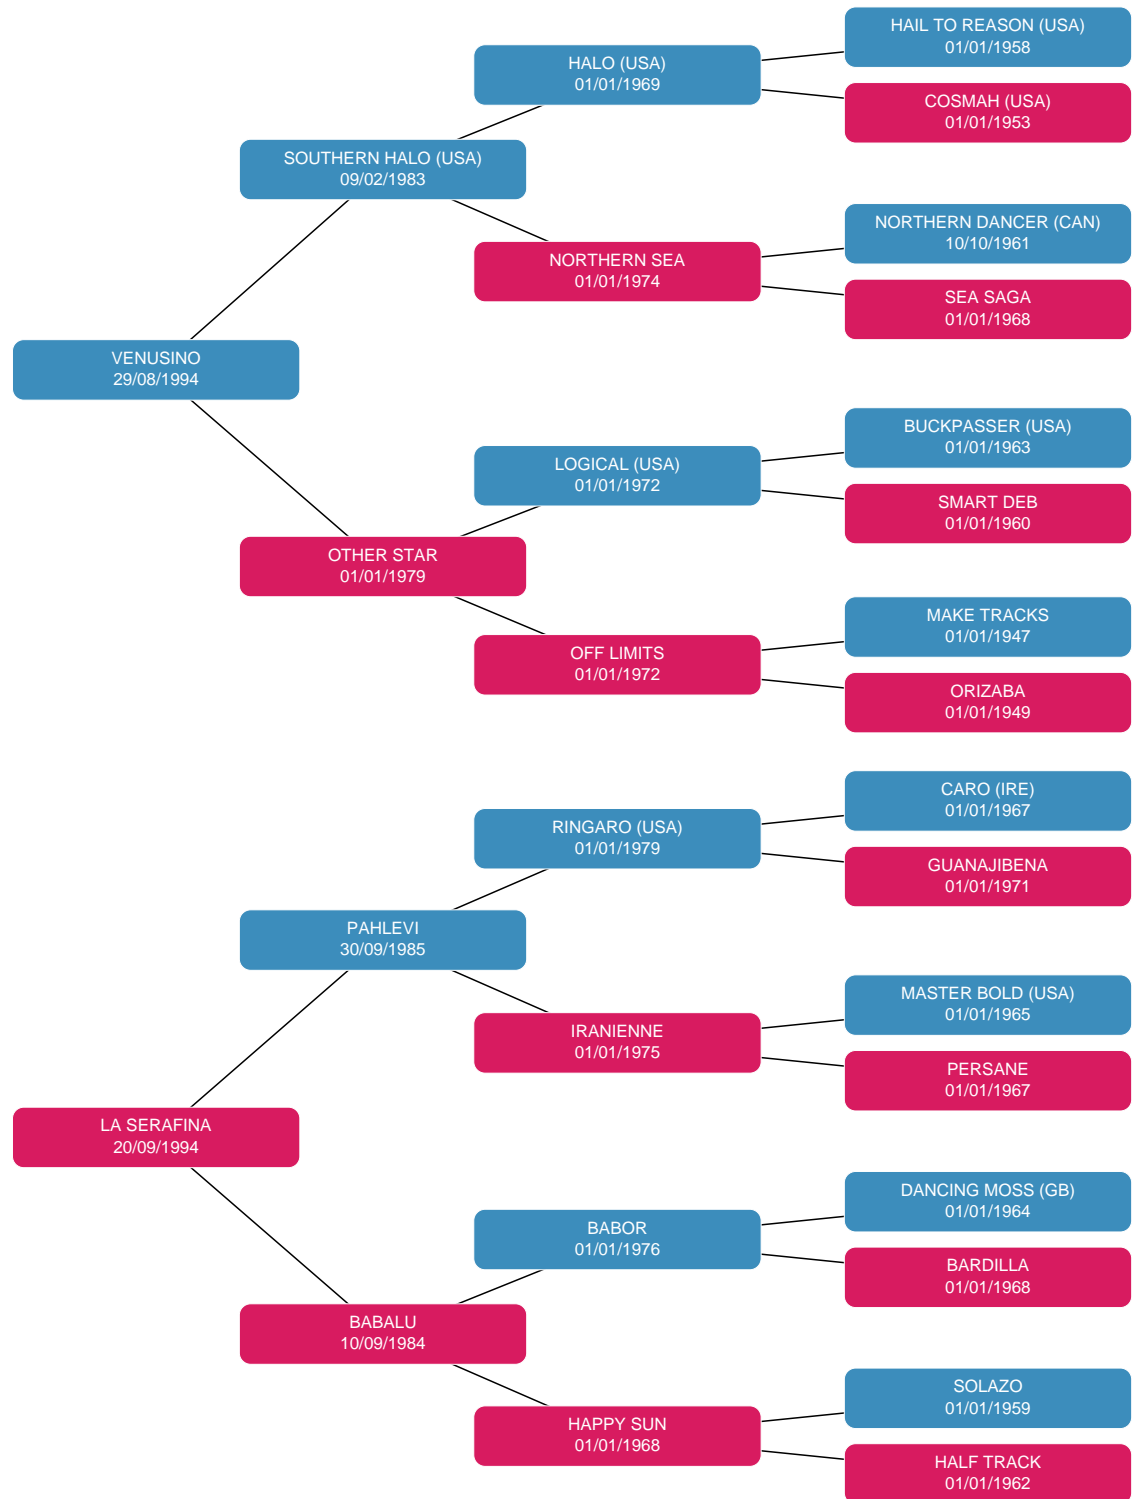 HAIL TO REASON (USA)
01/01/1958
HALO (USA)
01/01/1969
COSMAH (USA)
01/01/1953
SOUTHERN HALO (USA)
09/02/1983
NORTHERN DANCER (CAN)
10/10/1961
NORTHERN SEA
01/01/1974
SEA SAGA
01/01/1968
VENUSINO
29/08/1994
BUCKPASSER (USA)
01/01/1963
LOGICAL (USA)
01/01/1972
SMART DEB
01/01/1960
OTHER STAR
01/01/1979
MAKE TRACKS
01/01/1947
OFF LIMITS
01/01/1972
ORIZABA
01/01/1949
CARO (IRE)
01/01/1967
RINGARO (USA)
01/01/1979
GUANAJIBENA
01/01/1971
PAHLEVI
30/09/1985
MASTER BOLD (USA)
01/01/1965
IRANIENNE
01/01/1975
PERSANE
01/01/1967
LA SERAFINA
20/09/1994
DANCING MOSS (GB)
01/01/1964
BABOR
01/01/1976
BARDILLA
01/01/1968
BABALU
10/09/1984
SOLAZO
01/01/1959
HAPPY SUN
01/01/1968
HALF TRACK
01/01/1962